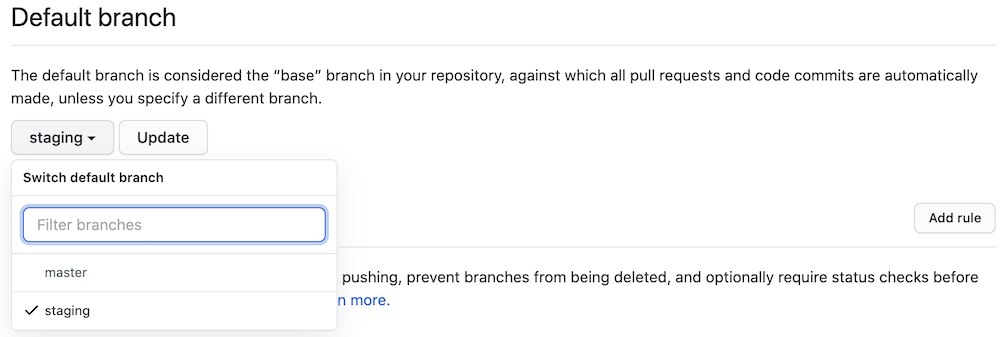 Default branch
The default branch is considered the “base” branch in your repository, against which all pull requests and code commits are automatically
made, unless you specify a different branch.
staging Update
Switch default branch
Filter branches
Add rule
master
pushing, prevent branches from being deleted, and optionally require status checks before
staging
n more.